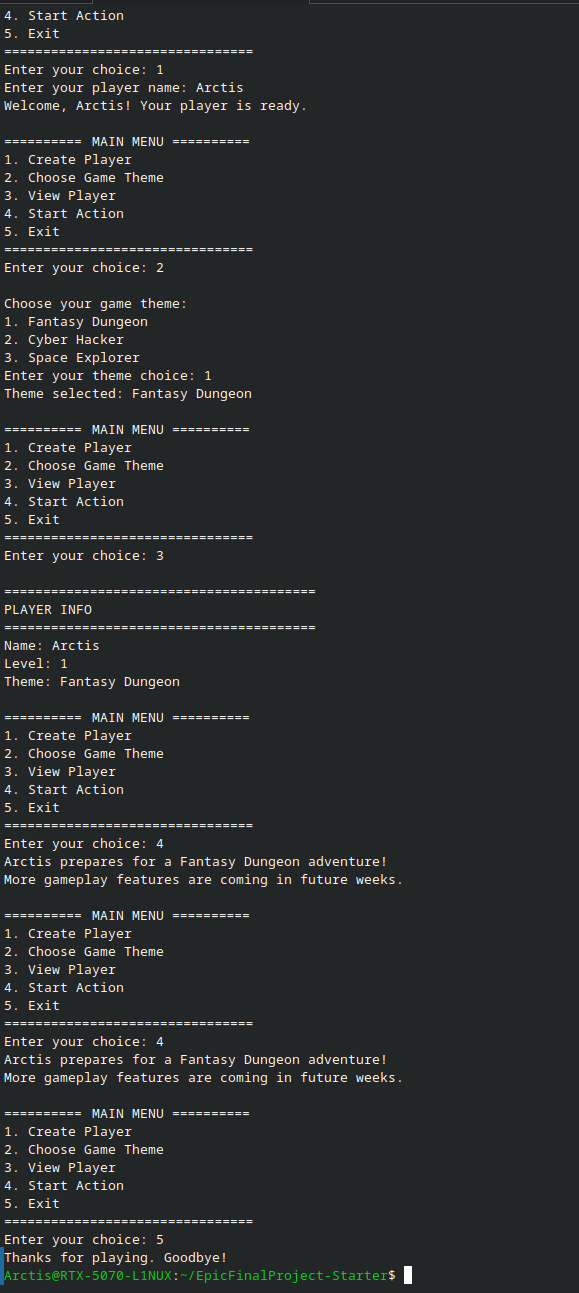 4. Start Action
5. Exit
===============================
Enter your choice: 1
Enter your player name: Arctis
Welcome, Arctis! Your player is ready.

========== MAIN MENU ==========
1. Create Player
2. Choose Game Theme
3. View Player
4. Start Action
5. Exit
===============================
Enter your choice: 2

Choose your game theme:
1. Fantasy Dungeon
2. Cyber Hacker
3. Space Explorer
Enter your theme choice: 1
Theme selected: Fantasy Dungeon

========== MAIN MENU ==========
1. Create Player
2. Choose Game Theme
3. View Player
4. Start Action
5. Exit
===============================
Enter your choice: 3

=======================================
PLAYER INFO
=======================================
Name: Arctis
Level: 1
Theme: Fantasy Dungeon

========== MAIN MENU ==========
1. Create Player
2. Choose Game Theme
3. View Player
4. Start Action
5. Exit
===============================
Enter your choice: 4
Arctis prepares for a Fantasy Dungeon adventure!
More gameplay features are coming in future weeks.

========== MAIN MENU ==========
1. Create Player
2. Choose Game Theme
3. View Player
4. Start Action
5. Exit
===============================
Enter your choice: 4
Arctis prepares for a Fantasy Dungeon adventure!
More gameplay features are coming in future weeks.

========== MAIN MENU ==========
1. Create Player
2. Choose Game Theme
3. View Player
4. Start Action
5. Exit
===============================
Enter your choice: 5
Thanks for playing. Goodbye!
Arctis@RTX-5070-L1NUX:~/EpicFinalProject-Starter$